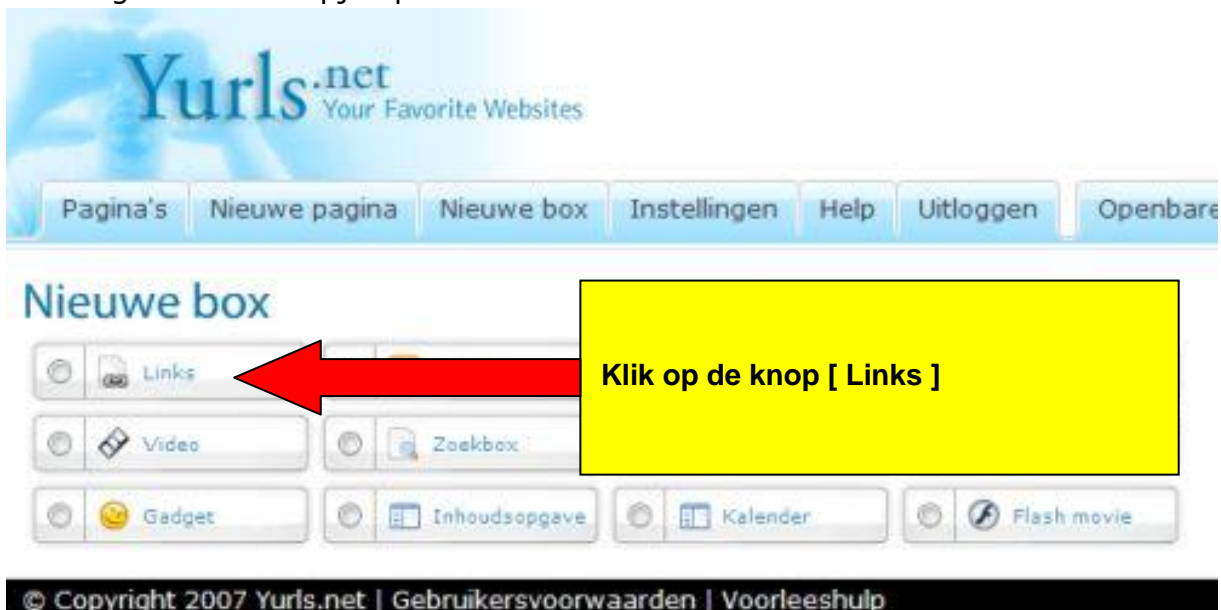 Yurls.net
Your Favorite Websites
Pagina's Nieuwe pagina Nieuwe box Instellingen Help Uitloggen Openbare
Nieuwe box
Links
Klik op de knop [ Links ]
Video Zoekbox
Gadget Inhoudsopgave Kalender Flash movie
© Copyright 2007 Yurls.net | Gebruikersvoorwaarden | Voorleeshulp